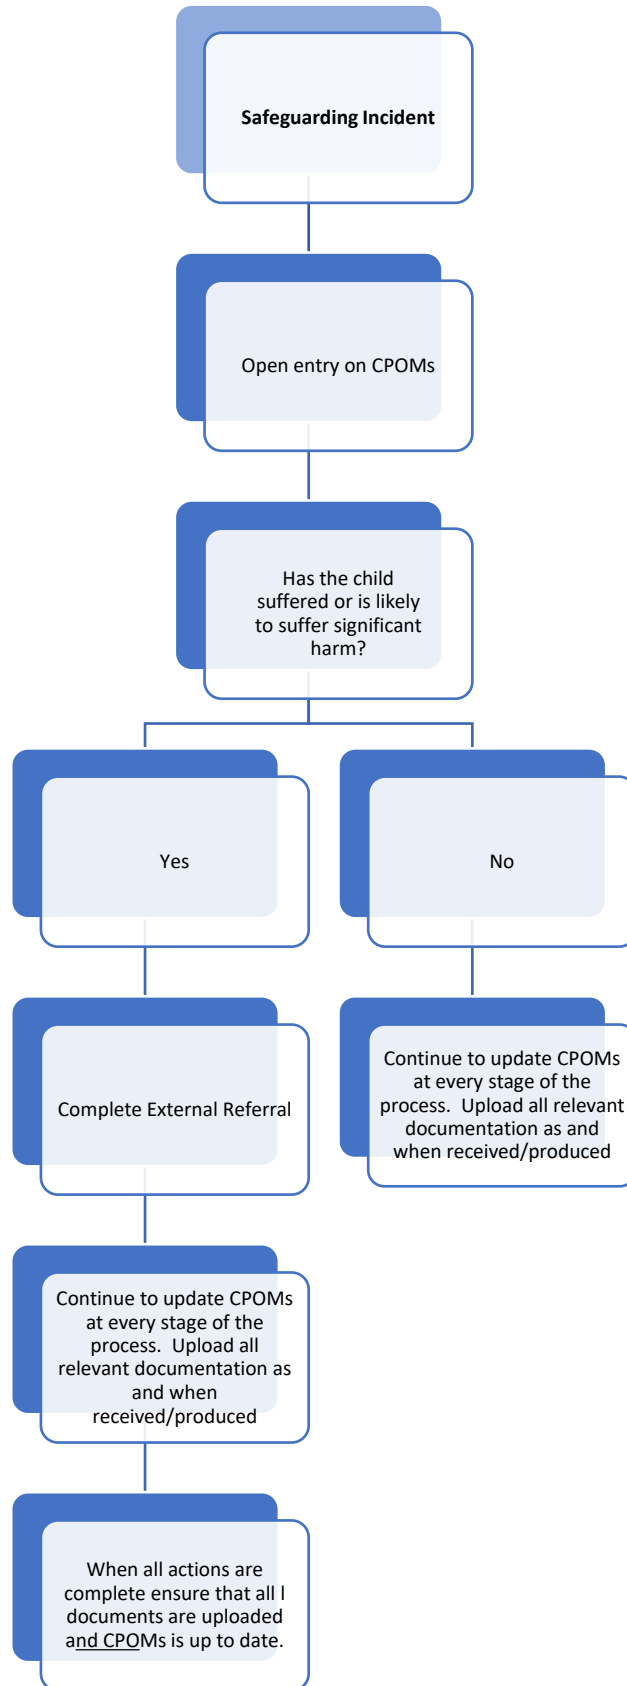 Safeguarding Incident
Open entry on CPOMs
Has the child
suffered or is likely
to suffer significant
harm?
Yes
No
Complete External Referral
Continue to update CPOMs
at every stage of the
process.  Upload all relevant
documentation as and
when received/produced
Continue to update CPOMs
at every stage of the
process.  Upload all
relevant documentation as
and when
received/produced
When all actions are
complete ensure that all l
documents are uploaded
and CPOMs is up to date.